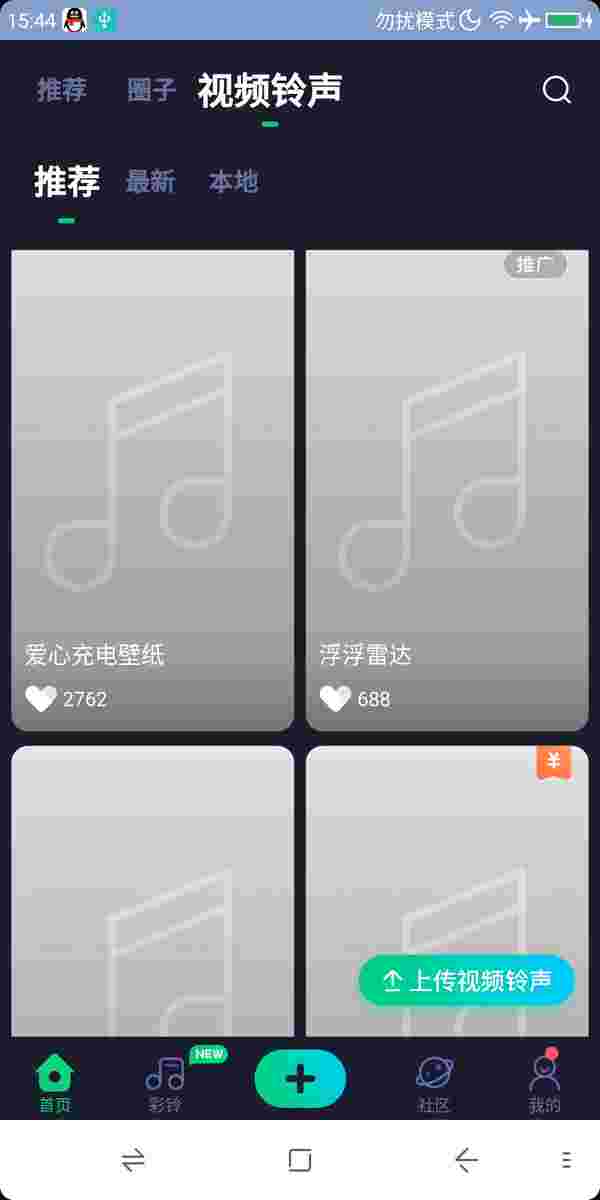 15:44 勿扰模式
推荐 圈子 视频铃声
推荐 最新 本地
推广
爱心充电壁纸 浮浮雷达
2762 688
¥
上传视频铃声
NEW
首页 彩铃 社区 我的